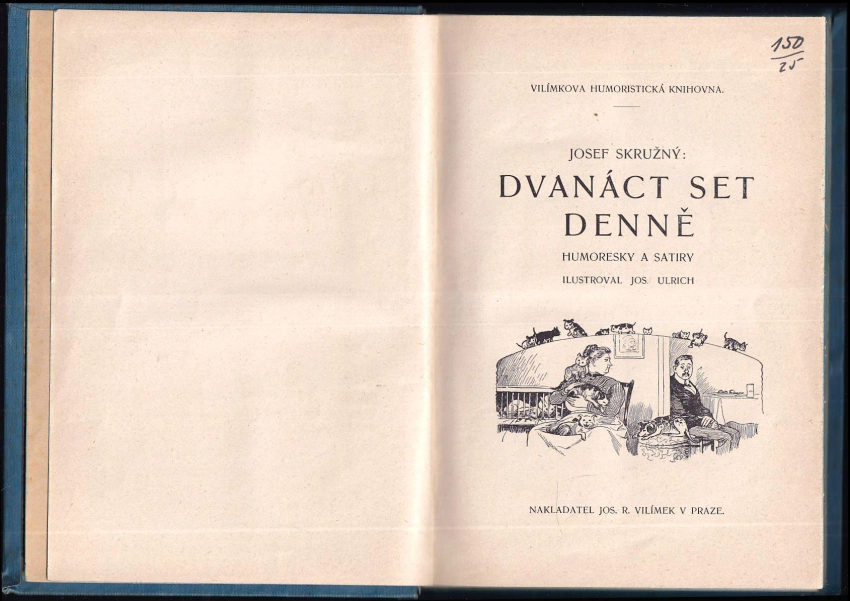 150
25
VILÍMKOVA HUMORISTICKÁ KNIHOVNA.
JOSEF SKRUŽNÝ:
DVANÁCT SET
DENNĚ
HUMORESKY A SATIRY
ILUSTROVAL JOS. ULRICH
NAKLADATEL JOS. R. VILÍMEK V PRAZE.